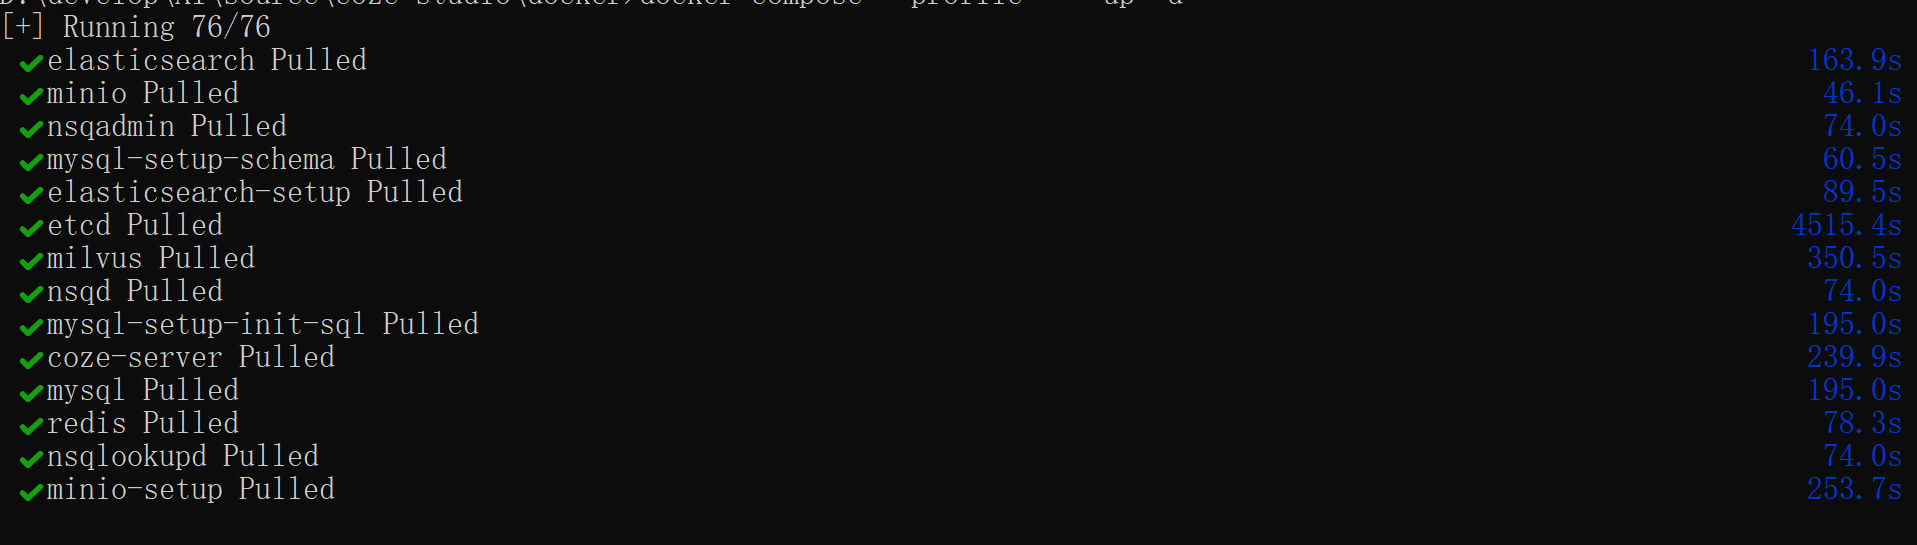 [+] Running 76/76
✔elasticsearch Pulled 163.9s
✔minio Pulled 46.1s
✔nsqadmin Pulled 74.0s
✔mysql-setup-schema Pulled 60.5s
✔elasticsearch-setup Pulled 89.5s
✔etcd Pulled 4515.4s
✔milvus Pulled 350.5s
✔nsqd Pulled 74.0s
✔mysql-setup-init-sql Pulled 195.0s
✔coze-server Pulled 239.9s
✔mysql Pulled 195.0s
✔redis Pulled 78.3s
✔nsqlookupd Pulled 74.0s
✔minio-setup Pulled 253.7s